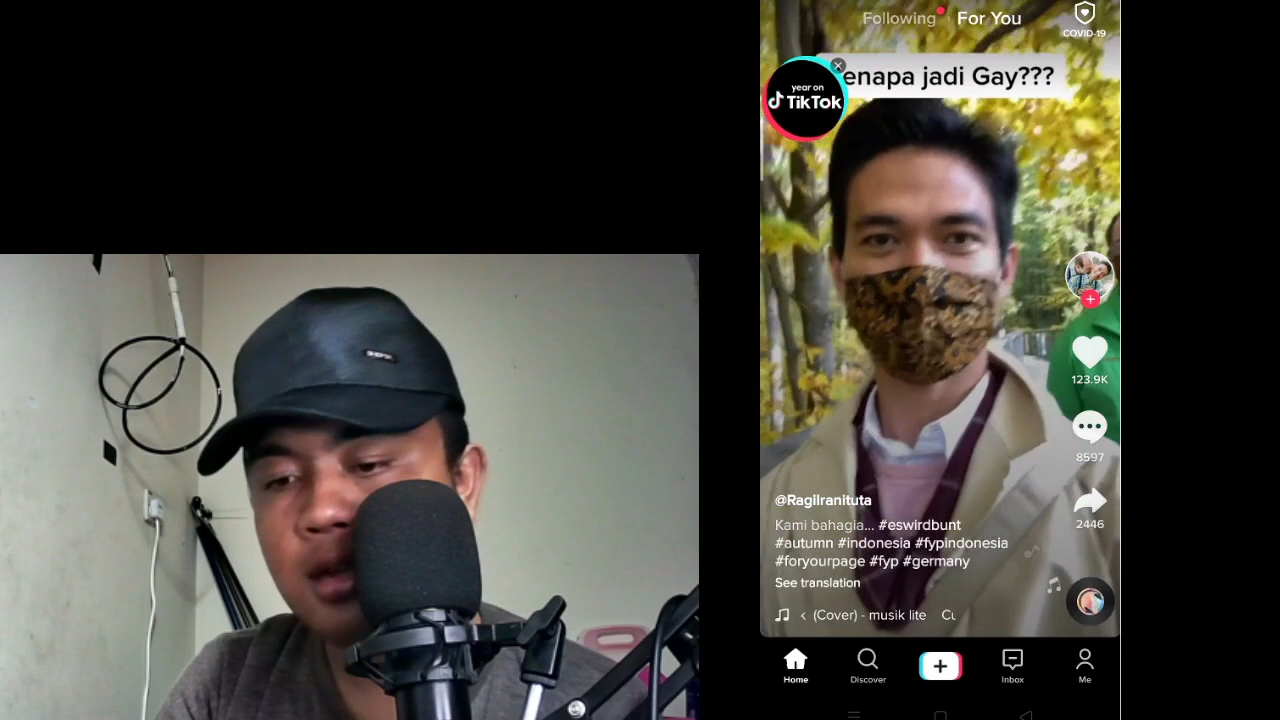 Following
For You
COVID-19
enapa jadi Gay???
year on
TikTok
123.9K
8597
2446
@Ragilranituta
Kami bahagia... #eswirdbunt
#autumn #indonesia #fypindonesia
#foryourpage #fyp #germany
See translation
(Cover) - musik lite
Home
Discover
Inbox
Me